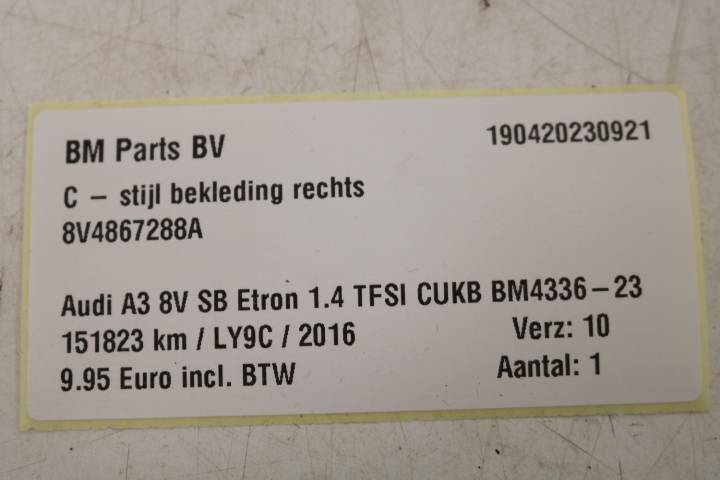 BM Parts BV 190420230921
C – stijl bekleding rechts
8V4867288A
Audi A3 8V SB Etron 1.4 TFSI CUKB BM4336–23
151823 km / LY9C / 2016 Verz: 10
9.95 Euro incl. BTW Aantal: 1